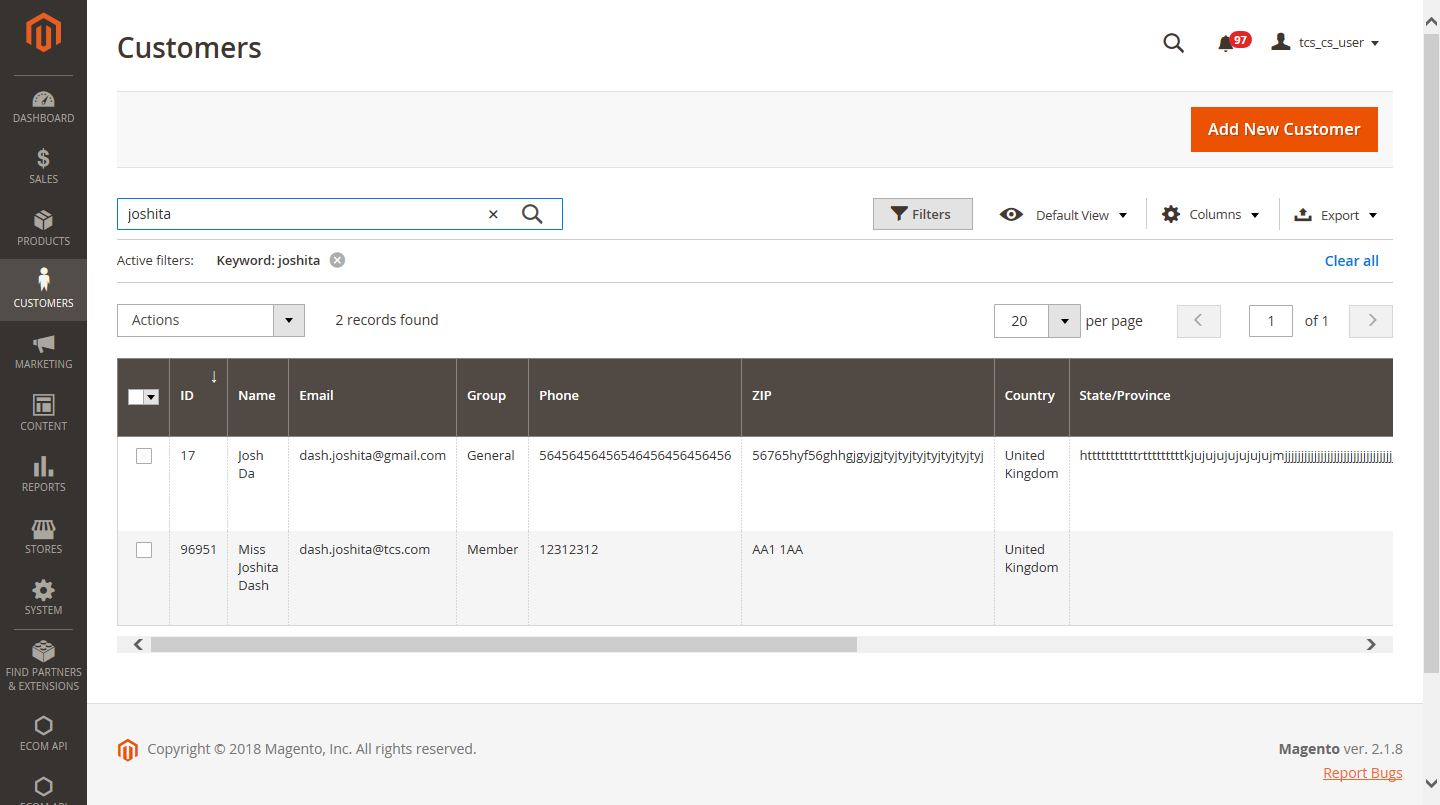 Customers
97
tcs_cs_user
DASHBOARD
SALES
PRODUCTS
CUSTOMERS
MARKETING
CONTENT
REPORTS
STORES
SYSTEM
FIND PARTNERS
& EXTENSIONS
ECOM API
ECOM API
Add New Customer
joshita
Filters
Default View
Columns
Export
Active filters: Keyword: joshita
Clear all
Actions
2 records found
20 per page
1 of 1
ID ↓ Name Email Group Phone ZIP Country State/Province
17 Josh dash.joshita@gmail.com General 56456456456546456456456456 56765hyf56ghhgjgyjgjtyjtyjtyjtyjtyjtyjtyj United
Da Kingdom
96951 Miss dash.joshita@tcs.com Member 12312312 AA1 1AA United
Joshita Kingdom
Dash
Copyright © 2018 Magento, Inc. All rights reserved.
Magento ver. 2.1.8
Report Bugs